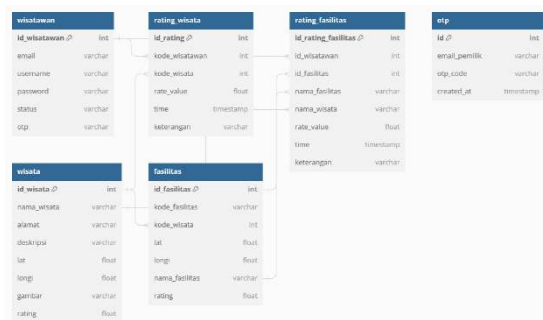 wisatawan
id_wisatawan int
email varchar
username varchar
password varchar
status varchar
otp varchar
rating_wisata
id_rating int
kode_wisatawan int
kode_wisata int
rate_value float
time timestamp
keterangan varchar
rating_fasilitas
id_rating_fasilitas int
id_wisatawan int
id_fasilitas int
nama_fasilitas varchar
nama_wisata varchar
rate_value float
time timestamp
keterangan varchar
otp
id int
email_pemilik varchar
otp_code varchar
created_at timestamp
wisata
id_wisata int
nama_wisata varchar
alamat varchar
deskripsi varchar
lat float
longi float
gambar varchar
rating float
fasilitas
id_fasilitas int
kode_fasilitas varchar
kode_wisata int
lat float
longi float
nama_fasilitas varchar
rating float